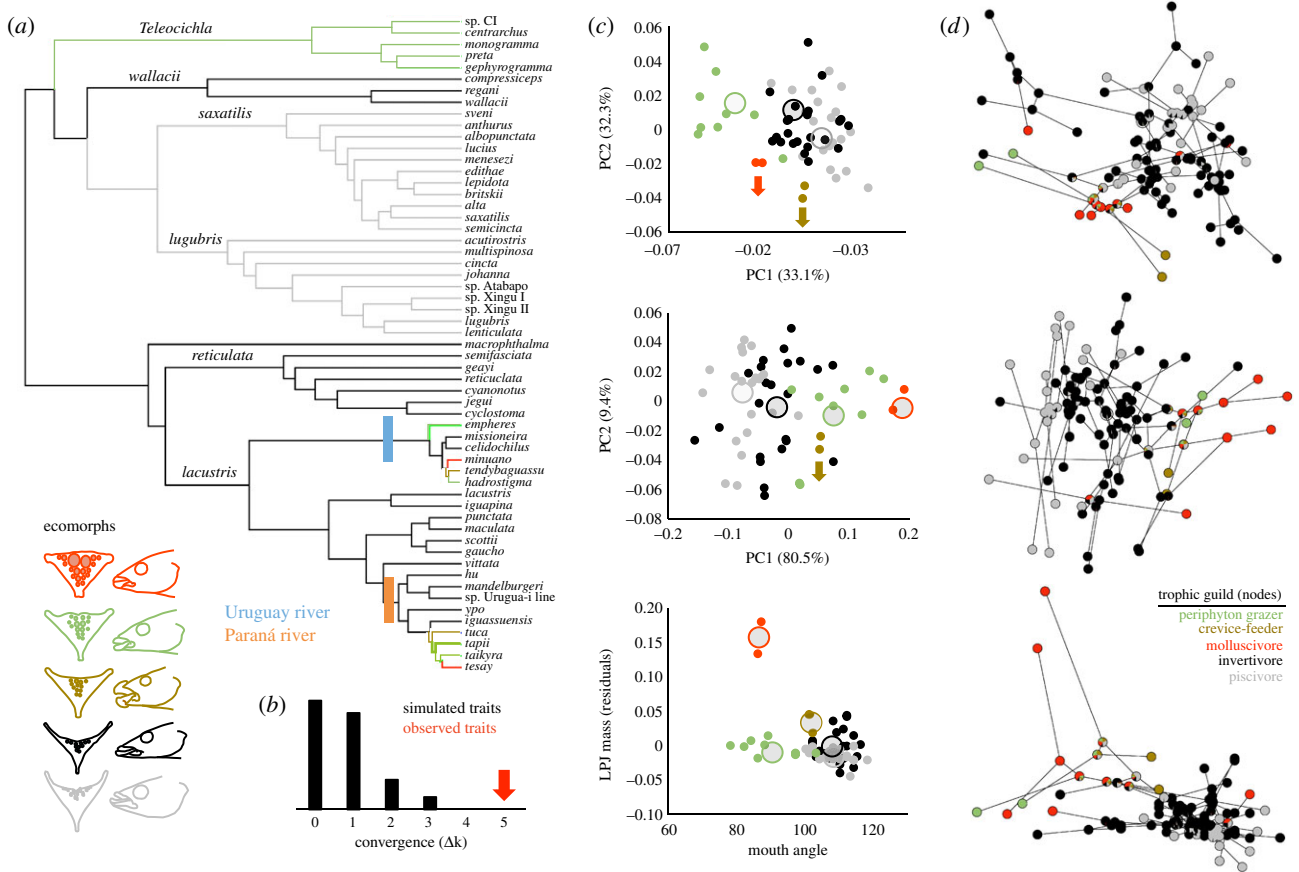 (a)
Teleocichla
wallacii
saxatilis
lugubris
reticulata
lacustris
sp. CI
centrarchus
monogramma
preta
gephyrogramma
compressiceps
regani
wallacii
sveni
anthurus
albopunctata
lucius
menesezi
edithae
lepidota
britskii
alta
saxatilis
semicincta
acutirostris
multispinosa
cincta
johanna
sp. Atabapo
sp. Xingu I
sp. Xingu II
lugubris
lenticulata
macrophthalma
semifasciata
geayi
reticuclata
cyanonotus
jegui
cyclostoma
empheres
missioneira
celidochilus
minuano
tendybaguassu
hadrostigma
lacustris
iguapina
punctata
maculata
scottii
gaucho
vittata
hu
mandelburgeri
sp. Urugua-i line
ypo
iguassuensis
tuca
tapii
taikyra
tesay
ecomorphs
Uruguay river
Paraná river
(b)
simulated traits
observed traits
0 1 2 3 4 5
convergence (Δk)
(c)
0.06
0.04
0.02
0
–0.02
–0.04
–0.06
PC2 (32.3%)
–0.07 –0.02 –0.03
PC1 (33.1%)
0.06
0.04
0.02
0
–0.02
–0.04
–0.06
–0.08
PC2 (9.4%)
–0.2 –0.1 0 0.1 0.2
PC1 (80.5%)
0.20
0.15
0.10
0.05
0
–0.05
–0.10
LPJ mass (residuals)
60 80 100 120
mouth angle
(d)
trophic guild (nodes)
periphyton grazer
crevice-feeder
molluscivore
invertivore
piscivore